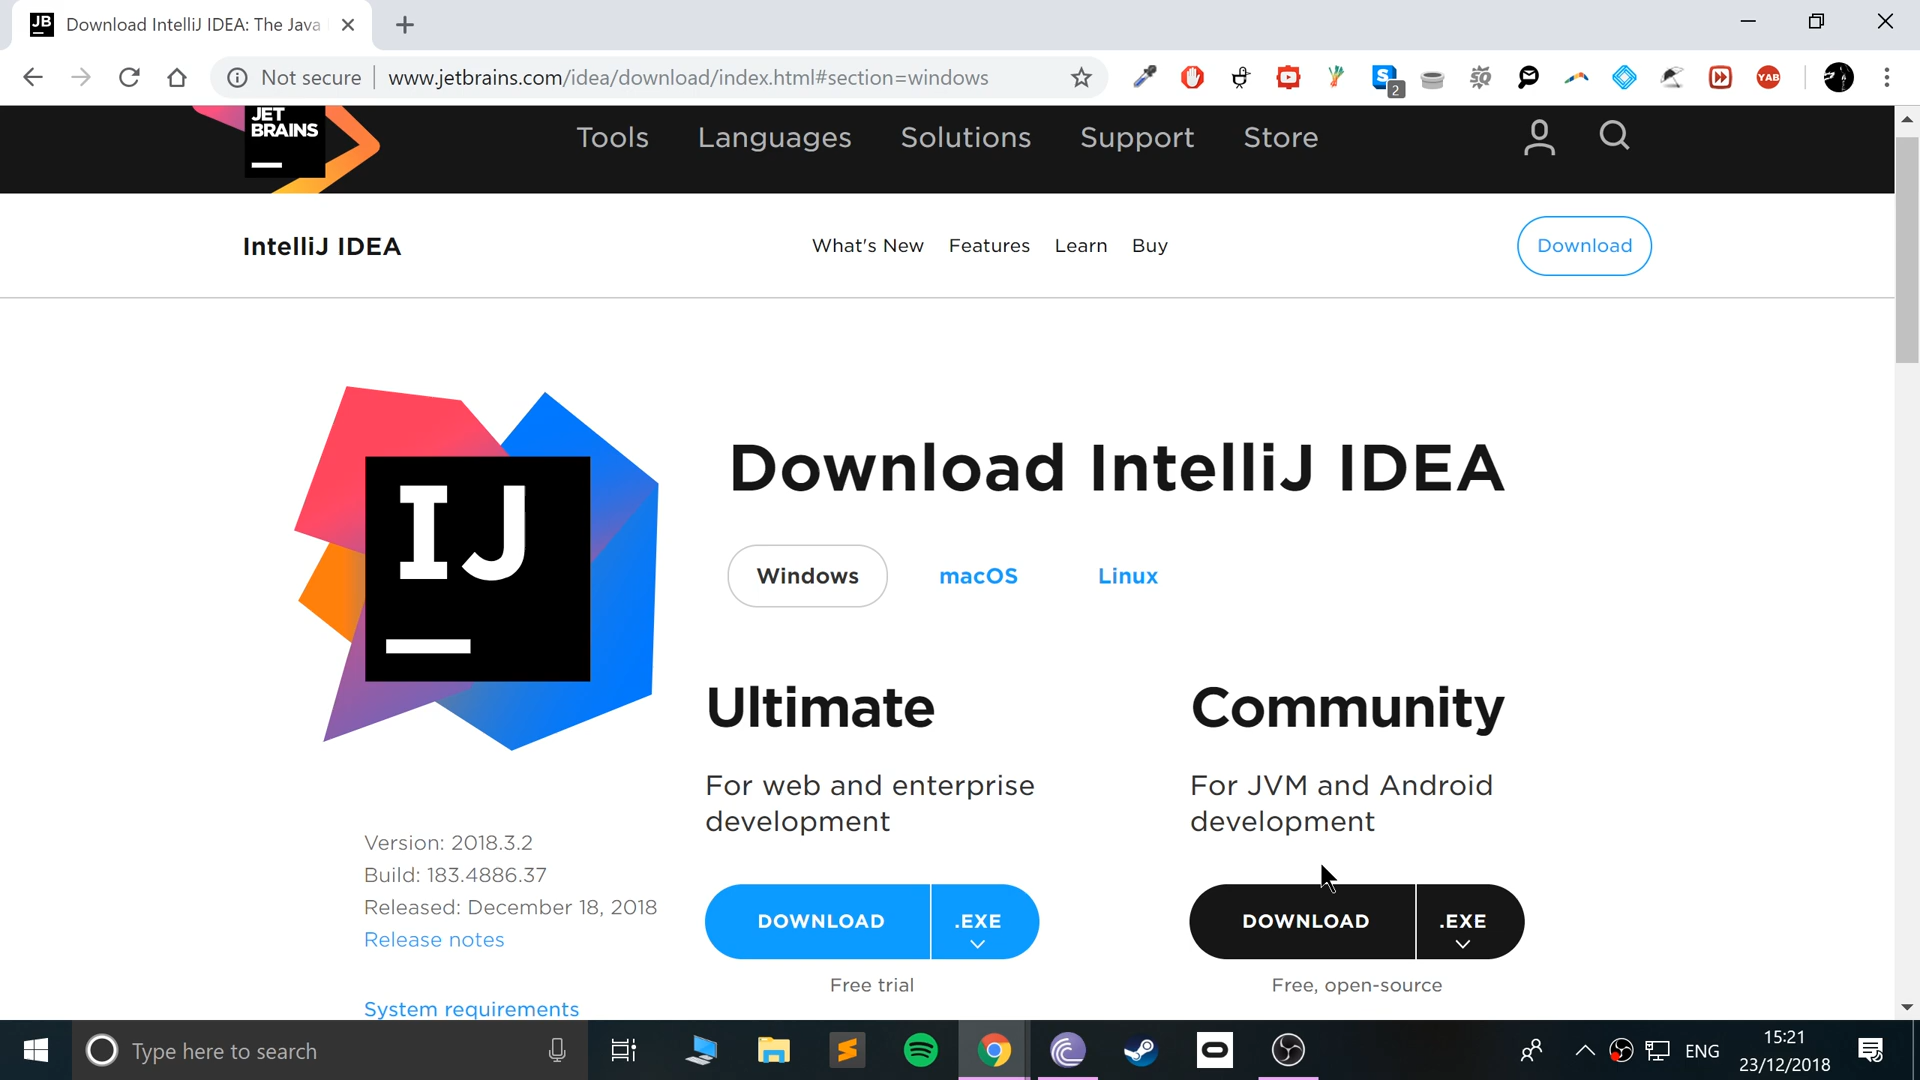 JB
Download IntelliJ IDEA: The Java
Not secure
www.jetbrains.com/idea/download/index.html#section=windows
2
YAB
JET
BRAINS
Tools
Languages
Solutions
Support
Store
IntelliJ IDEA
What's New
Features
Learn
Buy
Download
IJ
Download IntelliJ IDEA
Windows
macOS
Linux
Ultimate
Community
For web and enterprise
development
For JVM and Android
development
Version: 2018.3.2
Build: 183.4886.37
Released: December 18, 2018
Release notes
System requirements
DOWNLOAD
.EXE
Free trial
DOWNLOAD
.EXE
Free, open-source
Type here to search
ENG
15:21
23/12/2018